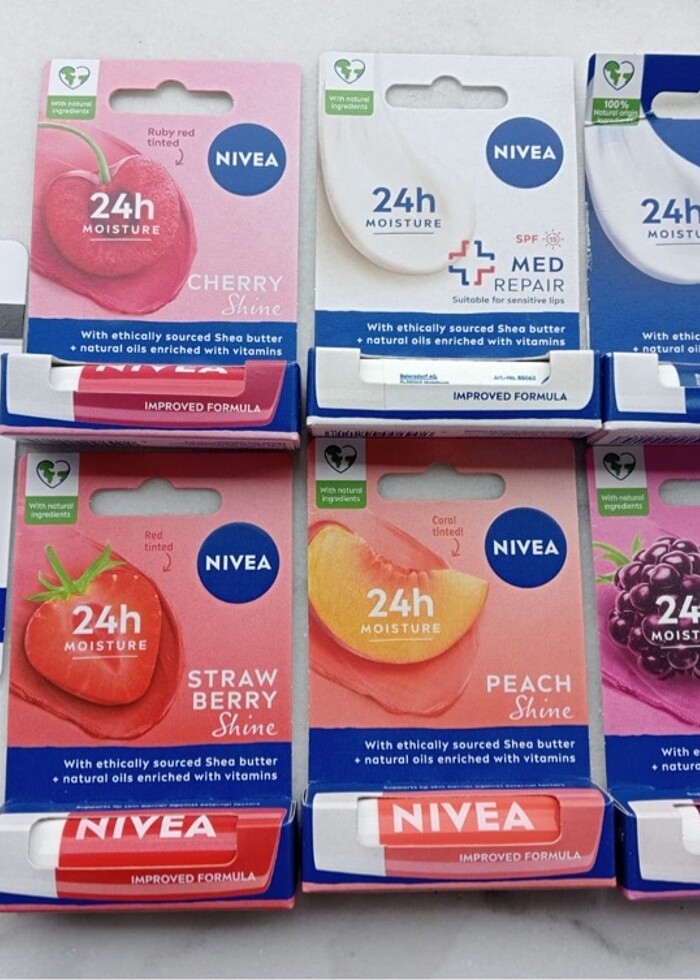 With natural
ingredients
Ruby red
tinted
NIVEA
24h
MOISTURE
CHERRY
Shine
With ethically sourced Shea butter
+ natural oils enriched with vitamins
NIVEA
IMPROVED FORMULA
With natural
ingredients
NIVEA
24h
MOISTURE
SPF 15
MED
REPAIR
Suitable for sensitive lips
With ethically sourced Shea butter
+ natural oils enriched with vitamins
Beiersdorf AG
IMPROVED FORMULA
100%
Natural origin
ingredients
24h
MOISTU
With ethic
+ natural oil
With natural
ingredients
Red
tinted
NIVEA
24h
MOISTURE
STRAW
BERRY
Shine
With ethically sourced Shea butter
+ natural oils enriched with vitamins
NIVEA
IMPROVED FORMULA
With natural
ingredients
Coral
tinted!
NIVEA
24h
MOISTURE
PEACH
Shine
With ethically sourced Shea butter
+ natural oils enriched with vitamins
NIVEA
IMPROVED FORMULA
With natural
ingredients
24
MOIST
With e
+ natura